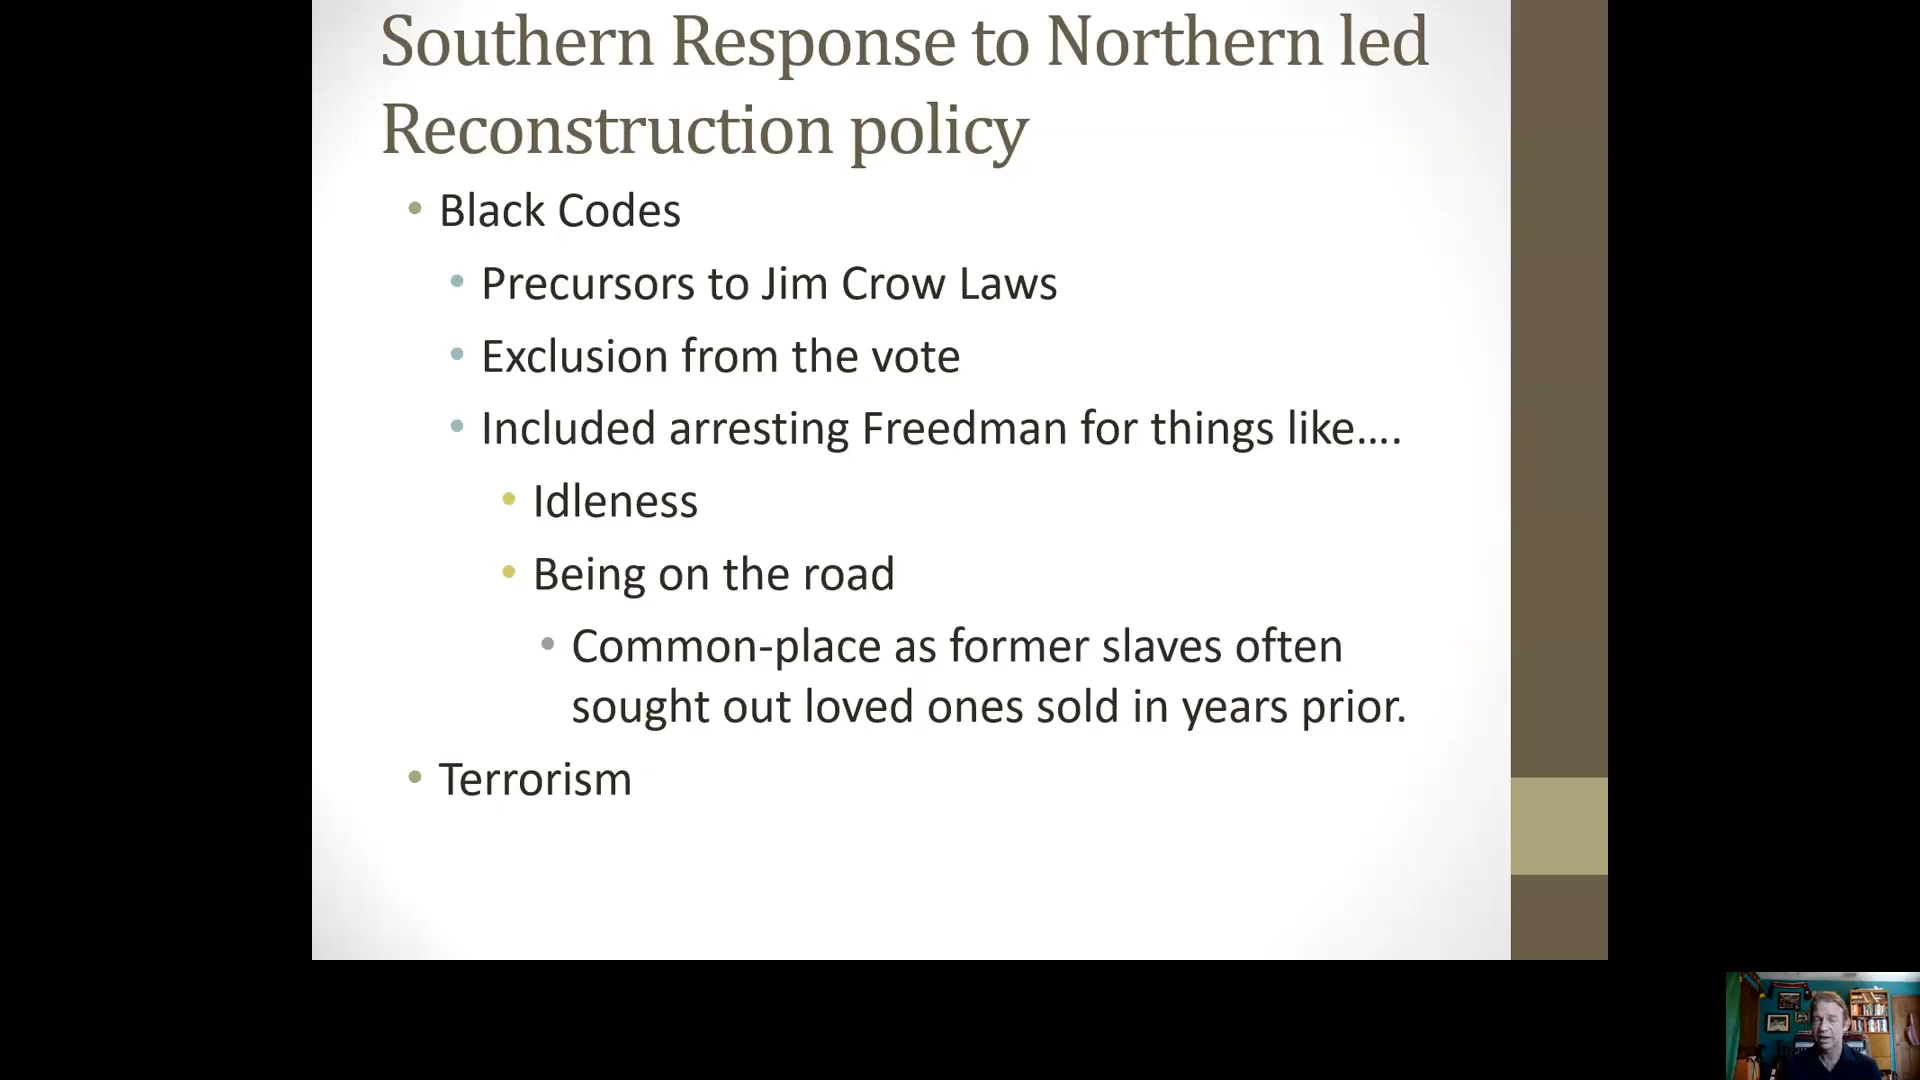 Southern Response to Northern led
Reconstruction policy
• Black Codes
• Precursors to Jim Crow Laws
• Exclusion from the vote
• Included arresting Freedman for things like....
• Idleness
• Being on the road
• Common-place as former slaves often
sought out loved ones sold in years prior.
• Terrorism